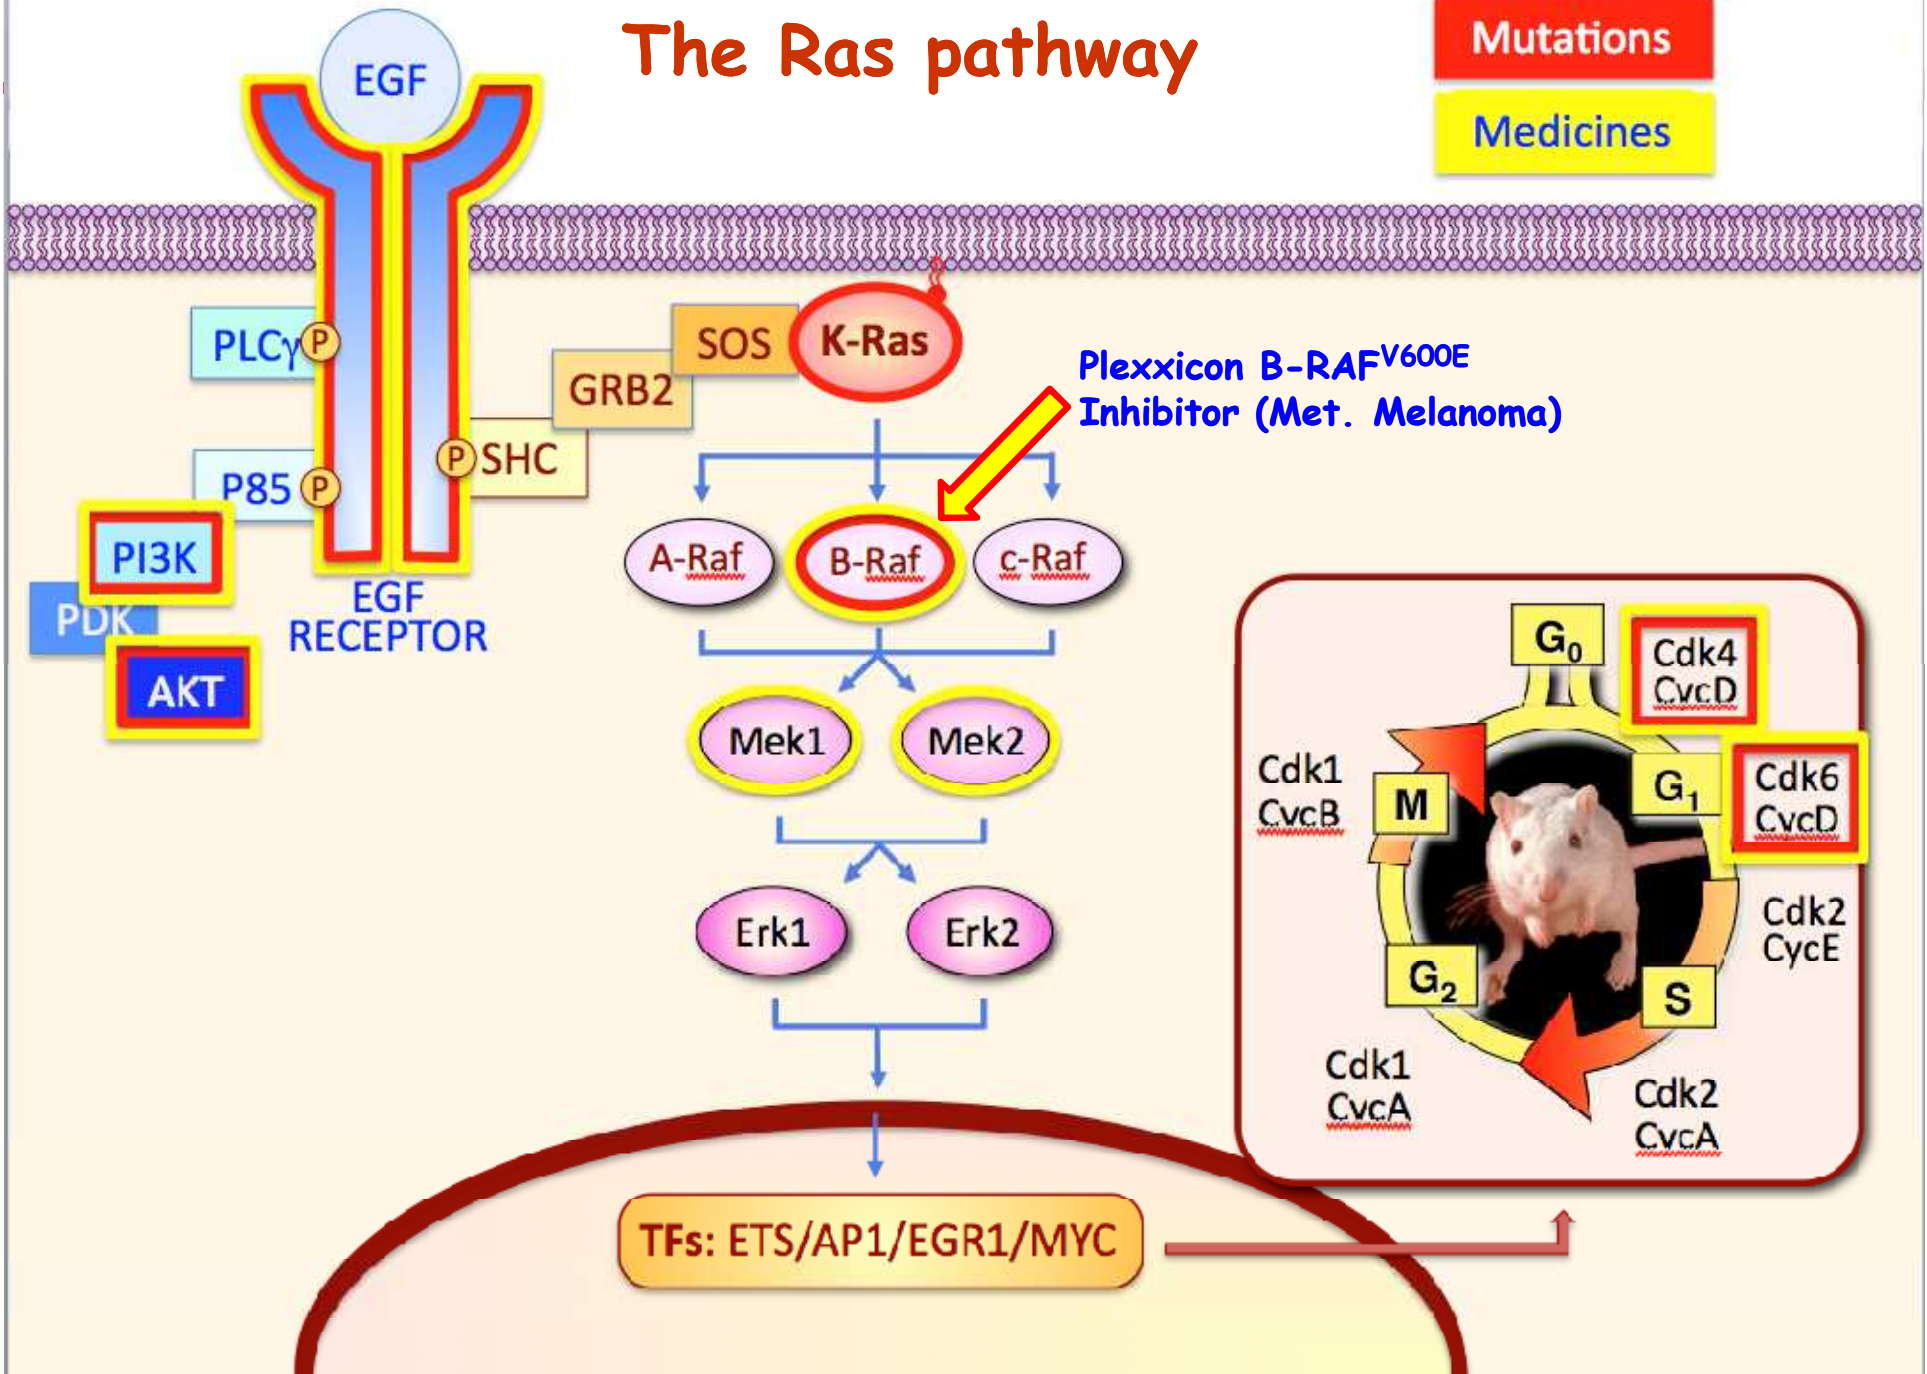 The Ras pathway
Mutations
Medicines
EGF
PLCγ P
P85 P
PI3K
PDK
AKT
EGF
RECEPTOR
P SHC
GRB2
SOS
K-Ras
Plexxicon B-RAFV600E
Inhibitor (Met. Melanoma)
A-Raf
B-Raf
c-Raf
Mek1
Mek2
Erk1
Erk2
TFs: ETS/AP1/EGR1/MYC
G0
Cdk4
CycD
G1
Cdk6
CycD
Cdk2
CycE
S
Cdk2
CycA
Cdk1
CycA
G2
M
Cdk1
CycB